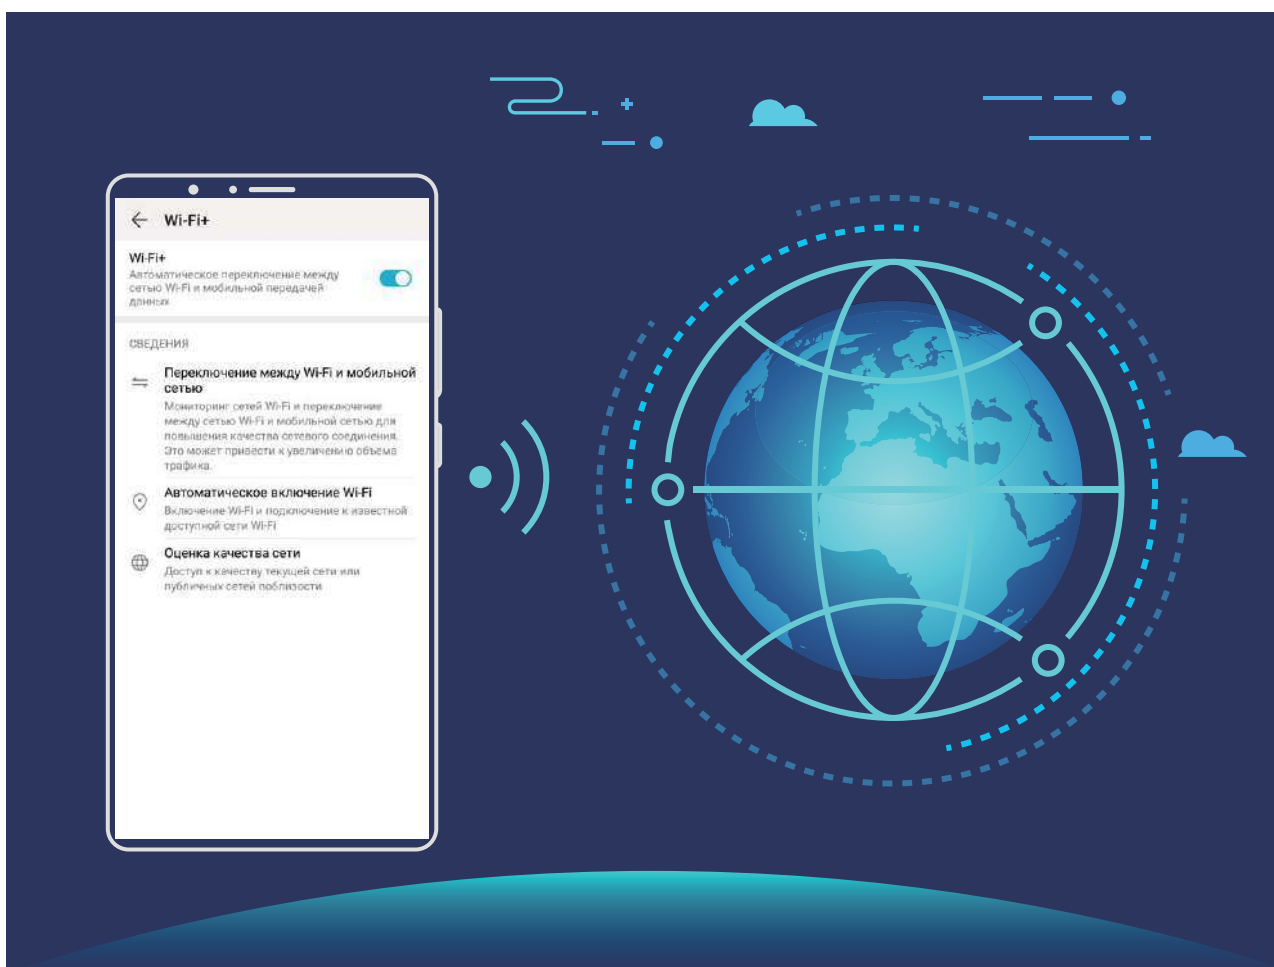 Wi-Fi+
Wi-Fi+
Автоматическое переключение между
сетью Wi-Fi и мобильной передачей
данных
СВЕДЕНИЯ
Переключение между Wi-Fi и мобильной
сетью
Мониторинг сетей Wi-Fi и переключение
между сетью Wi-Fi и мобильной сетью для
повышения качества сетевого соединения.
Это может привести к увеличению объема
трафика.
Автоматическое включение Wi-Fi
Включение Wi-Fi и подключение к известной
доступной сети Wi-Fi
Оценка качества сети
Доступ к качеству текущей сети или
публичных сетей поблизости